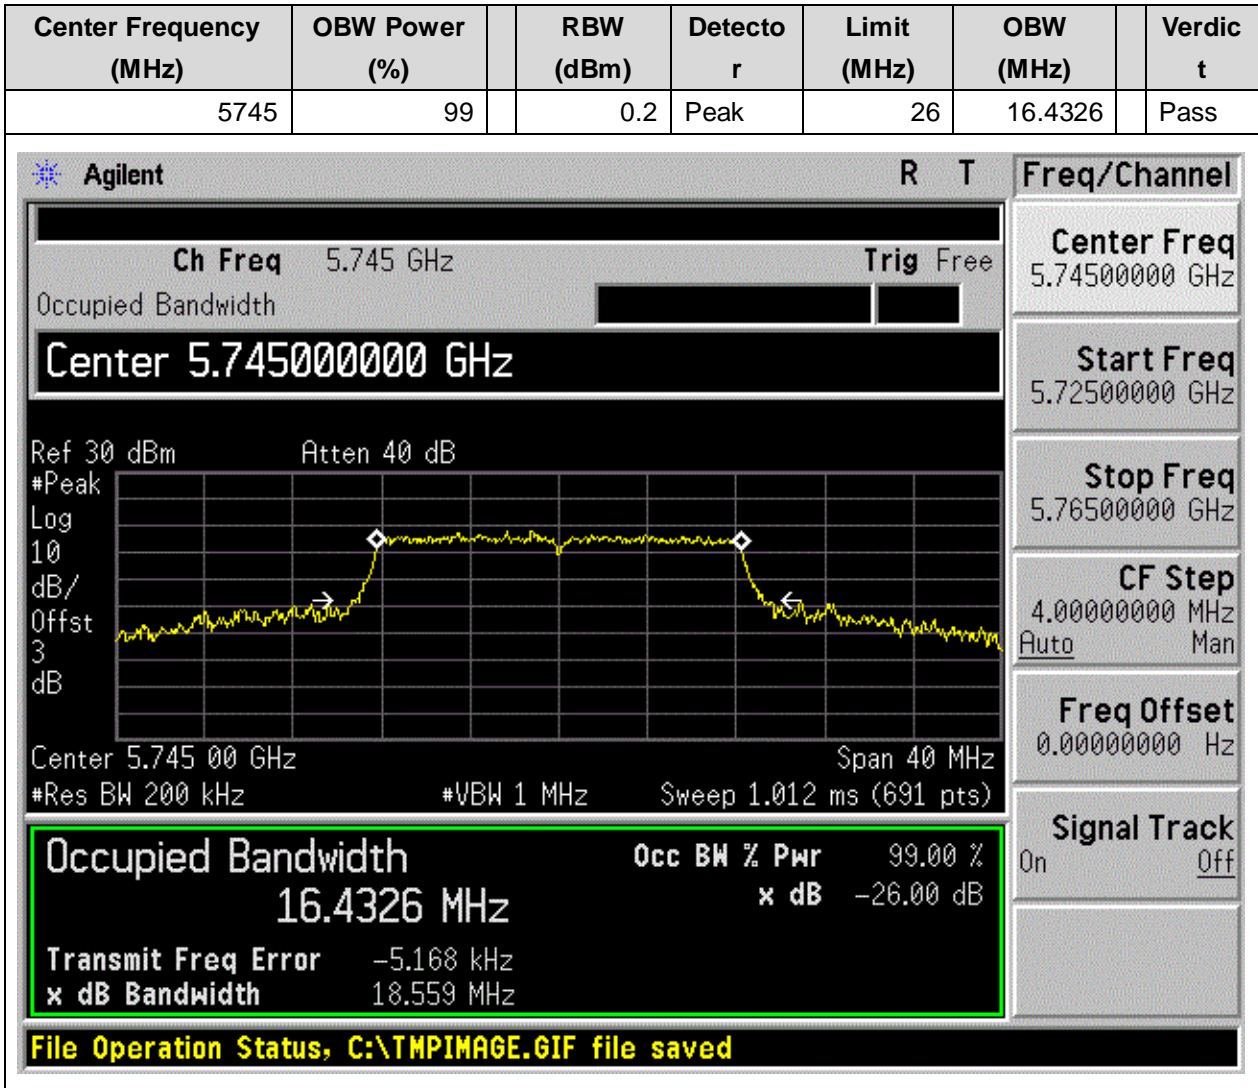 Center Frequency (MHz) OBW Power (%) RBW (dBm) Detector Limit (MHz) OBW (MHz) Verdict
5745 99 0.2 Peak 26 16.4326 Pass
Agilent R T
Ch Freq 5.745 GHz Trig Free
Occupied Bandwidth
Center 5.745000000 GHz
Ref 30 dBm Atten 40 dB
#Peak
Log
10
dB/
Offst
3
dB
Center 5.745 00 GHz Span 40 MHz
#Res BW 200 kHz #VBW 1 MHz Sweep 1.012 ms (691 pts)
Occupied Bandwidth
16.4326 MHz
Occ BW % Pwr 99.00 %
x dB -26.00 dB
Transmit Freq Error -5.168 kHz
x dB Bandwidth 18.559 MHz
File Operation Status, C:\TMPIMAGE.GIF file saved
Freq/Channel
Center Freq
5.74500000 GHz
Start Freq
5.72500000 GHz
Stop Freq
5.76500000 GHz
CF Step
4.00000000 MHz
Auto Man
Freq Offset
0.00000000 Hz
Signal Track
On Off